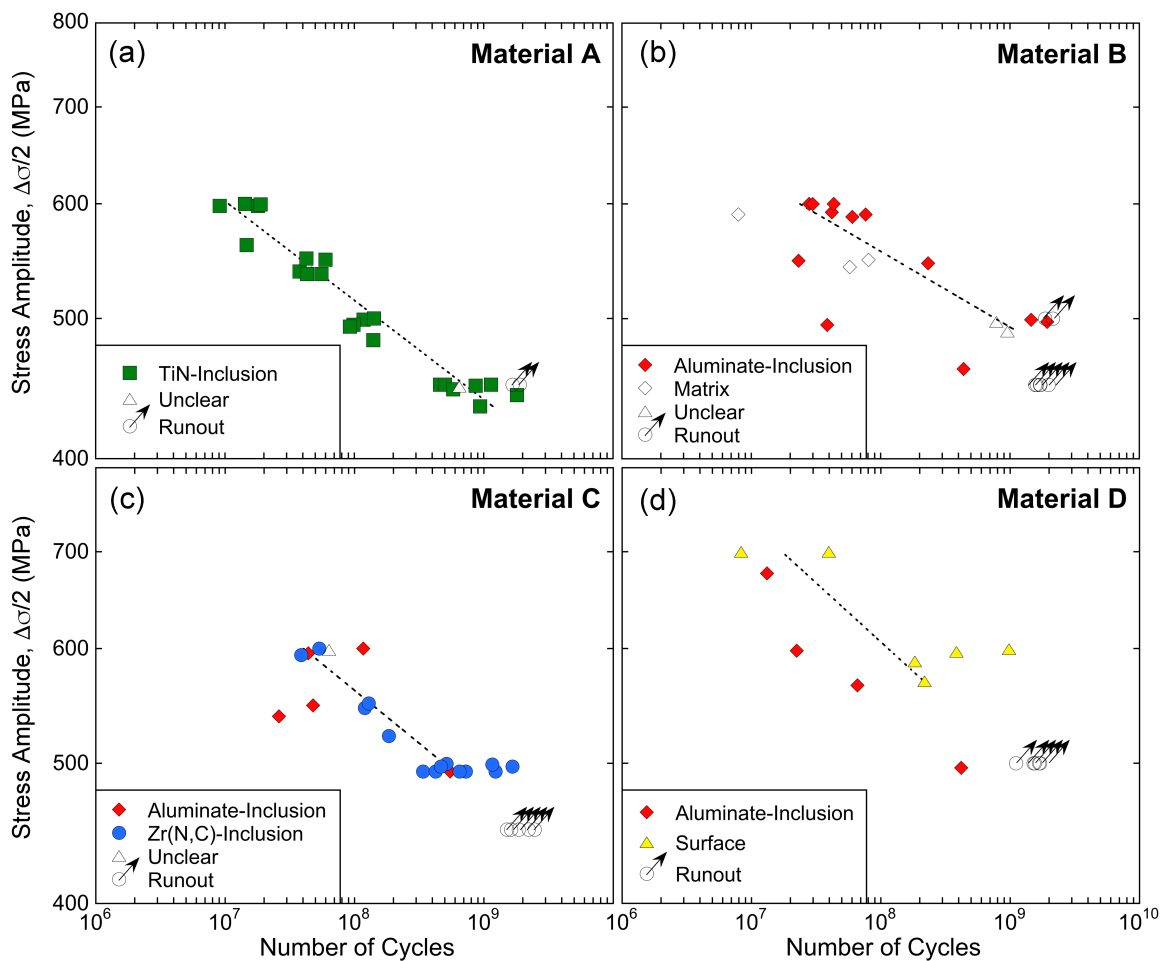 (a) Material A
800
700
600
500
400
Stress Amplitude, Δσ/2 (MPa)
TiN-Inclusion
Unclear
Runout
(b) Material B
Aluminate-Inclusion
Matrix
Unclear
Runout
(c) Material C
700
600
500
400
Stress Amplitude, Δσ/2 (MPa)
Aluminate-Inclusion
Zr(N,C)-Inclusion
Unclear
Runout
10^6 10^7 10^8 10^9
Number of Cycles
(d) Material D
Aluminate-Inclusion
Surface
Runout
10^6 10^7 10^8 10^9 10^10
Number of Cycles